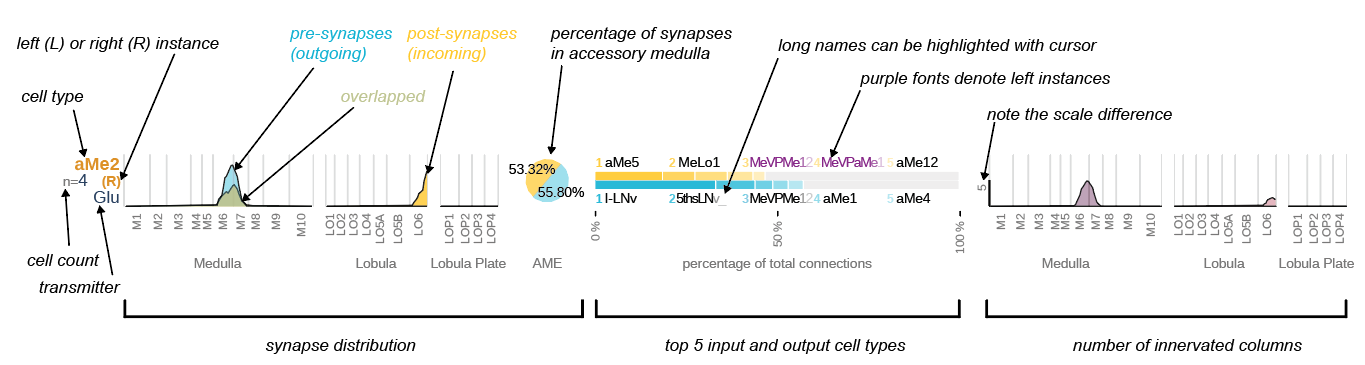 left (L) or right (R) instance
pre-synapses
(outgoing)
post-synapses
(incoming)
percentage of synapses
in accessory medulla
long names can be highlighted with cursor
purple fonts denote left instances
cell type
overlapped
note the scale difference
aMe2
n=4 (R)
Glu
53.32%
55.80%
1 aMe5 2 MeLo1 3 MeVPMe12 4 MeVPaMe1 5 aMe12
1 l-LNv 2 5thsLNv_ 3 MeVPMe12 4 aMe1 5 aMe4
5
M1 M2 M3 M4 M5 M6 M7 M8 M9 M10
LO1 LO2 LO3 LO4 LO5A LO5B LO6
LOP1 LOP2 LOP3 LOP4
0 % 50 % 100 %
M1 M2 M3 M4 M5 M6 M7 M8 M9 M10
LO1 LO2 LO3 LO4 LO5A LO5B LO6
LOP1 LOP2 LOP3 LOP4
cell count
transmitter
Medulla Lobula Lobula Plate AME percentage of total connections Medulla Lobula Lobula Plate
synapse distribution
top 5 input and output cell types
number of innervated columns